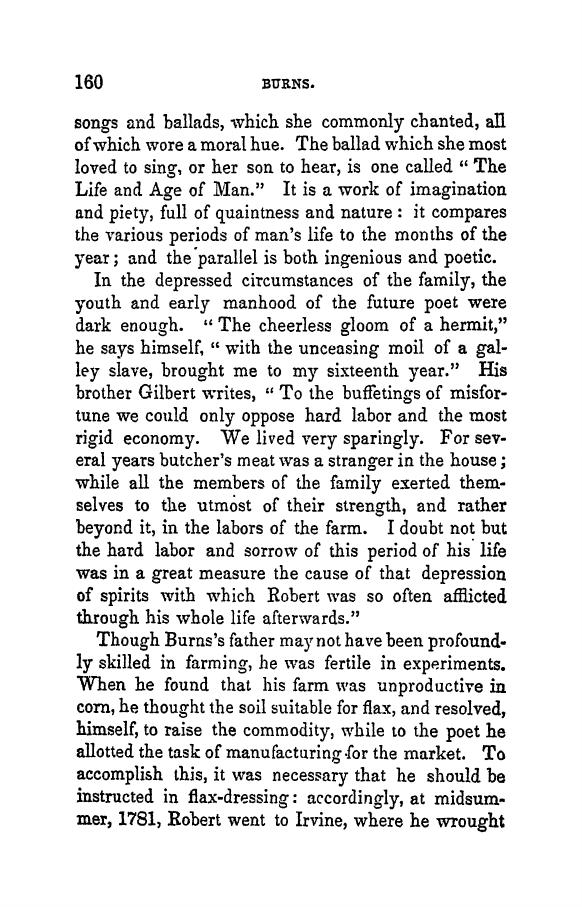 160 BURNS.
songs and ballads, which she commonly chanted, all
of which wore a moral hue. The ballad which she most
loved to sing, or her son to hear, is one called “ The
Life and Age of Man.” It is a work of imagination
and piety, full of quaintness and nature : it compares
the various periods of man’s life to the months of the
year ; and the parallel is both ingenious and poetic.
In the depressed circumstances of the family, the
youth and early manhood of the future poet were
dark enough. “ The cheerless gloom of a hermit,”
he says himself, “ with the unceasing moil of a gal-
ley slave, brought me to my sixteenth year.” His
brother Gilbert writes, “ To the buffetings of misfor-
tune we could only oppose hard labor and the most
rigid economy. We lived very sparingly. For sev-
eral years butcher’s meat was a stranger in the house ;
while all the members of the family exerted them-
selves to the utmost of their strength, and rather
beyond it, in the labors of the farm. I doubt not but
the hard labor and sorrow of this period of his life
was in a great measure the cause of that depression
of spirits with which Robert was so often afflicted
through his whole life afterwards.”
Though Burns’s father may not have been profound-
ly skilled in farming, he was fertile in experiments.
When he found that his farm was unproductive in
corn, he thought the soil suitable for flax, and resolved,
himself, to raise the commodity, while to the poet he
allotted the task of manufacturing for the market. To
accomplish this, it was necessary that he should be
instructed in flax-dressing : accordingly, at midsum-
mer, 1781, Robert went to Irvine, where he wrought